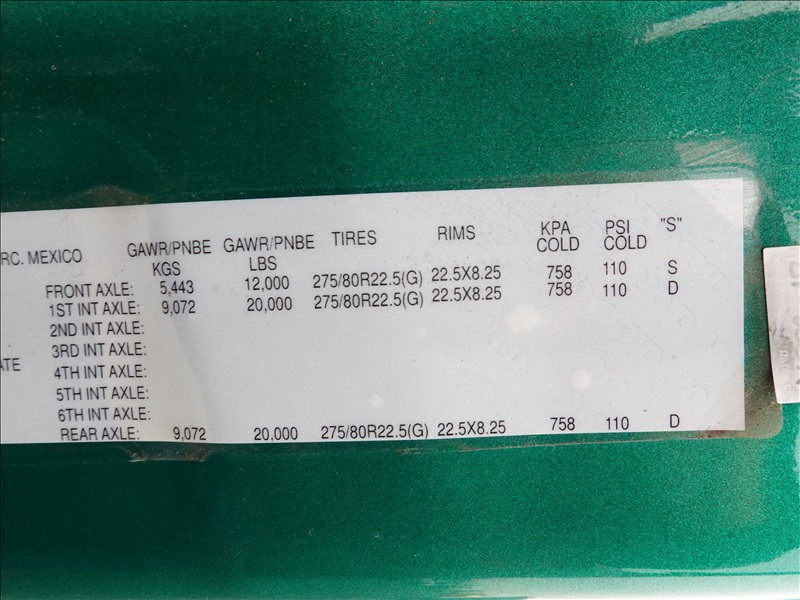 GAWR/PNBE GAWR/PNBE TIRES RIMS KPA PSI "S"
RC. MEXICO KGS LBS COLD COLD
FRONT AXLE: 5,443 12,000 275/80R22.5(G) 22.5X8.25 758 110 S
1ST INT AXLE: 9,072 20,000 275/80R22.5(G) 22.5X8.25 758 110 D
2ND INT AXLE:
3RD INT AXLE:
ATE 4TH INT AXLE:
5TH INT AXLE:
6TH INT AXLE:
REAR AXLE: 9,072 20,000 275/80R22.5(G) 22.5X8.25 758 110 D